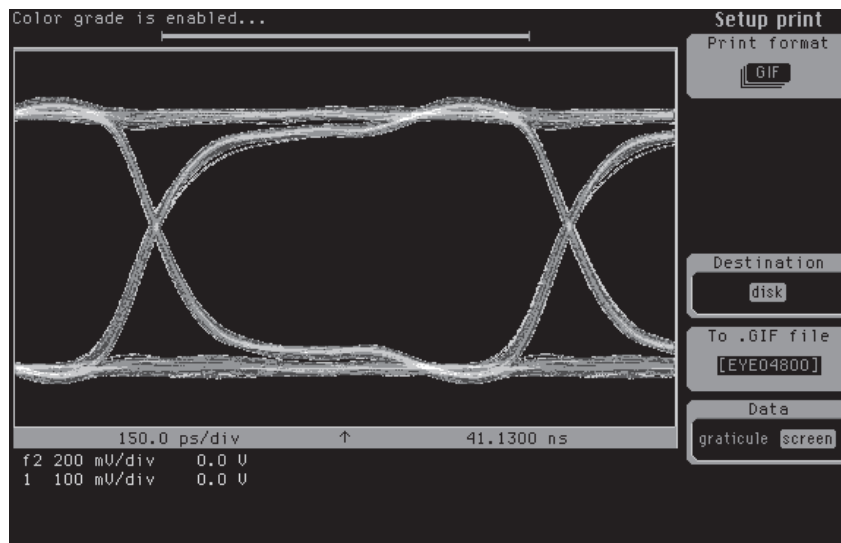 Color grade is enabled...
Setup print
Print format
GIF
Destination
disk
To .GIF file
[EYE04800]
Data
graticule screen
150.0 ps/div ↑ 41.1300 ns
f2 200 mV/div 0.0 V
1 100 mV/div 0.0 V